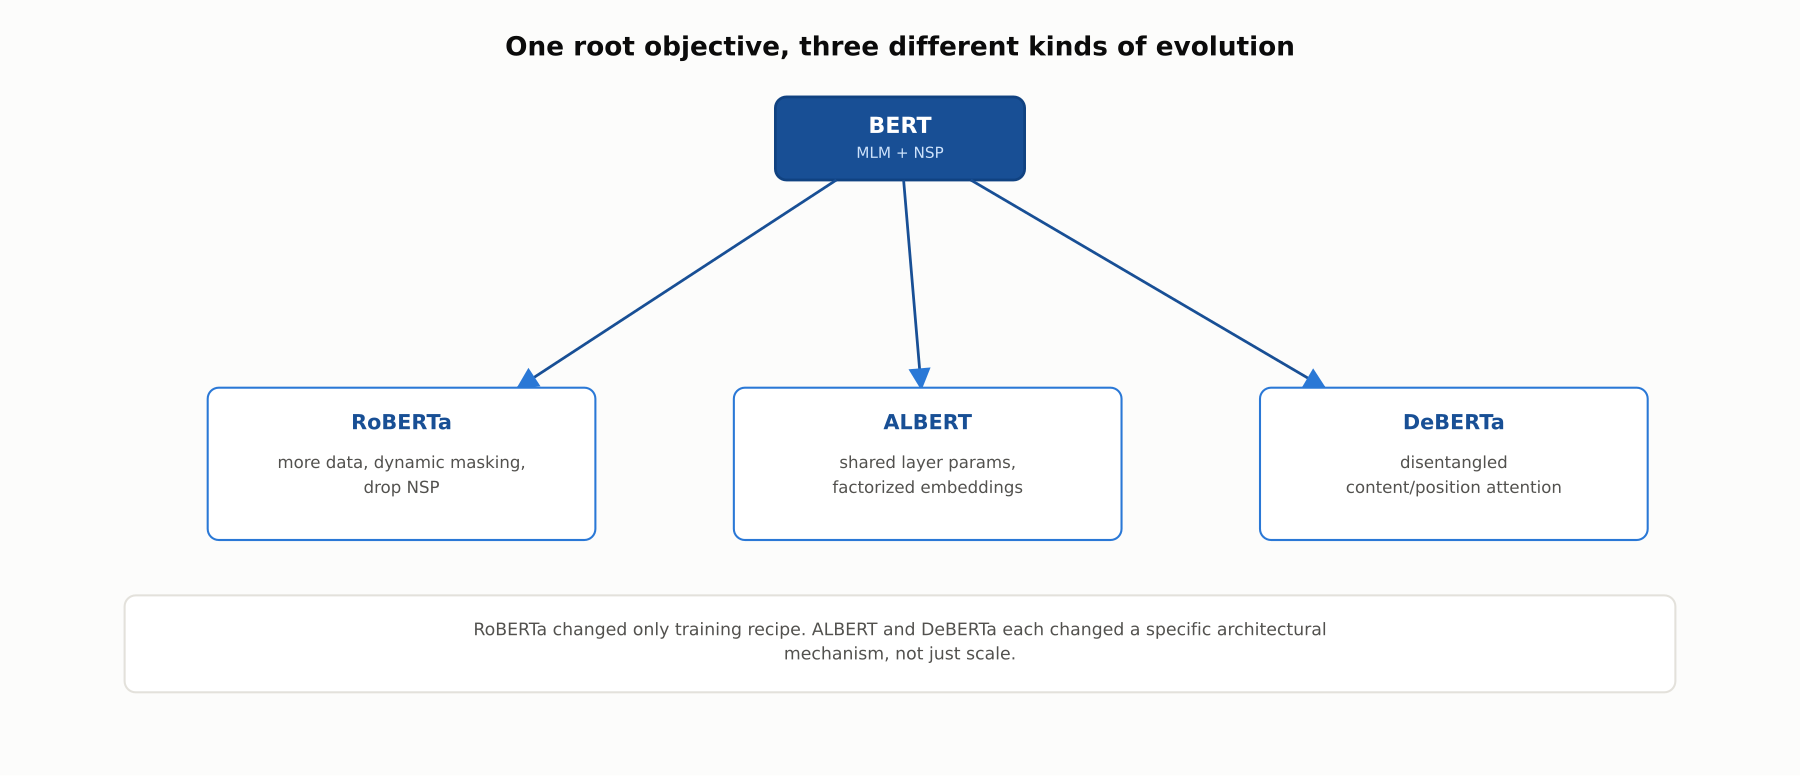 One root objective, three different kinds of evolution
BERT
MLM + NSP
RoBERTa
more data, dynamic masking,
drop NSP
ALBERT
shared layer params,
factorized embeddings
DeBERTa
disentangled
content/position attention
RoBERTa changed only training recipe. ALBERT and DeBERTa each changed a specific architectural
mechanism, not just scale.